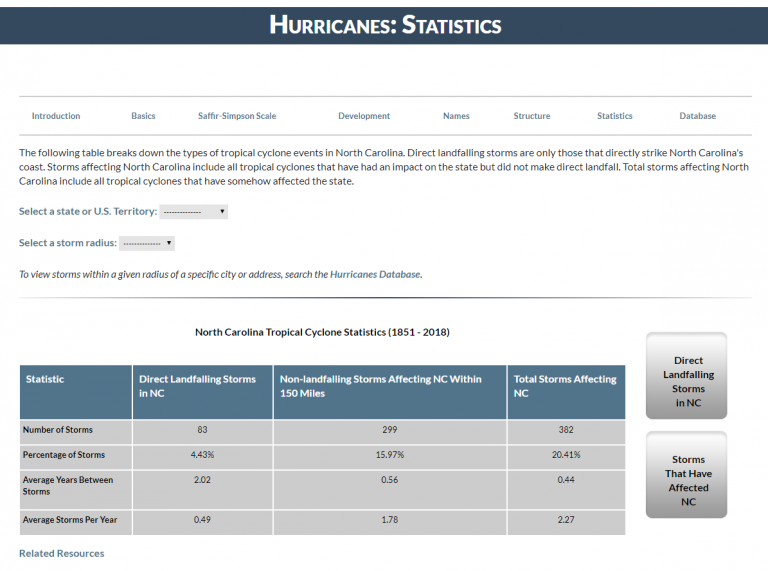 HURRICANES: STATISTICS
Introduction Basics Saffir-Simpson Scale Development Names Structure Statistics Database
The following table breaks down the types of tropical cyclone events in North Carolina. Direct landfalling storms are only those that directly strike North Carolina's
coast. Storms affecting North Carolina include all tropical cyclones that have had an impact on the state but did not make direct landfall. Total storms affecting North
Carolina include all tropical cyclones that have somehow affected the state.
Select a state or U.S. Territory: --------------
Select a storm radius: --------------
To view storms within a given radius of a specific city or address, search the Hurricanes Database.
North Carolina Tropical Cyclone Statistics (1851 - 2018)
Statistic Direct Landfalling Storms Non-landfalling Storms Affecting NC Within Total Storms Affecting
in NC 150 Miles NC
Number of Storms 83 299 382
Percentage of Storms 4.43% 15.97% 20.41%
Average Years Between 2.02 0.56 0.44
Storms
Average Storms Per Year 0.49 1.78 2.27
Direct
Landfalling
Storms
in NC
Storms
That Have
Affected
NC
Related Resources